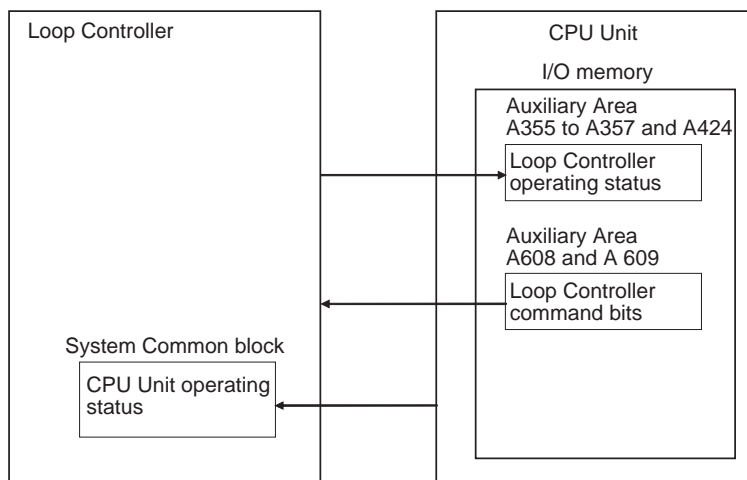 Loop Controller
CPU Unit
I/O memory
Auxiliary Area
A355 to A357 and A424
Loop Controller
operating status
Auxiliary Area
A608 and A 609
Loop Controller
command bits
System Common block
CPU Unit operating
status